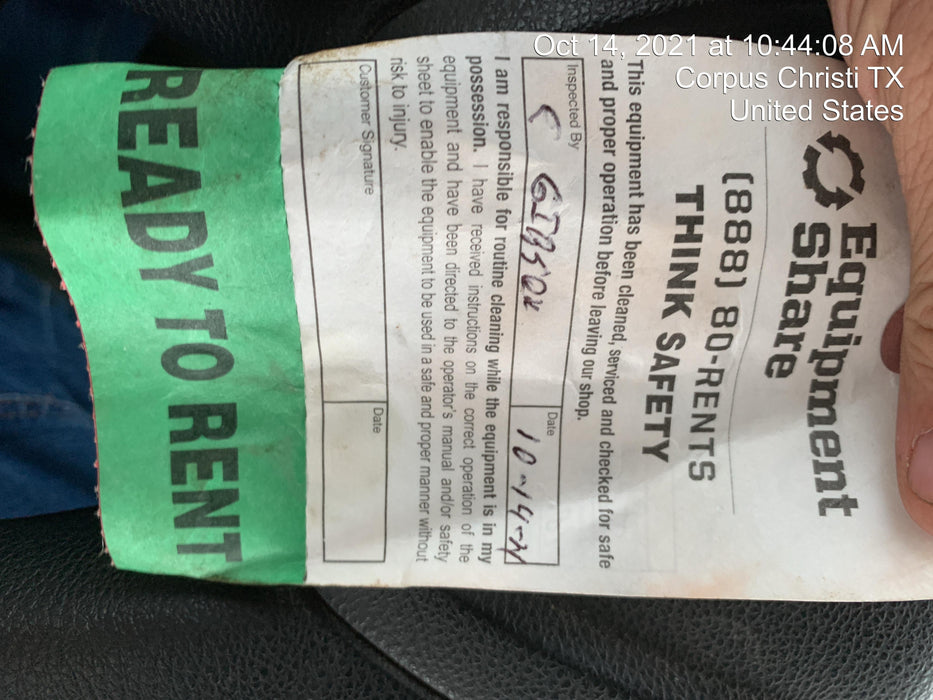 Oct 14, 2021 at 10:44:08 AM
Corpus Christi TX
United States
Equipment
Share
(888) 80-RENTS
THINK SAFETY
This equipment has been cleaned, serviced and checked for safe
and proper operation before leaving our shop.
Inspected By
Date
C GIBSON
10-14-21
I am responsible for routine cleaning while the equipment is in my
possession. I have received instructions on the correct operation of the
equipment and have been directed to the operator's manual and/or safety
sheet to enable the equipment to be used in a safe and proper manner without
risk to injury.
Customer Signature
Date
READY TO RENT